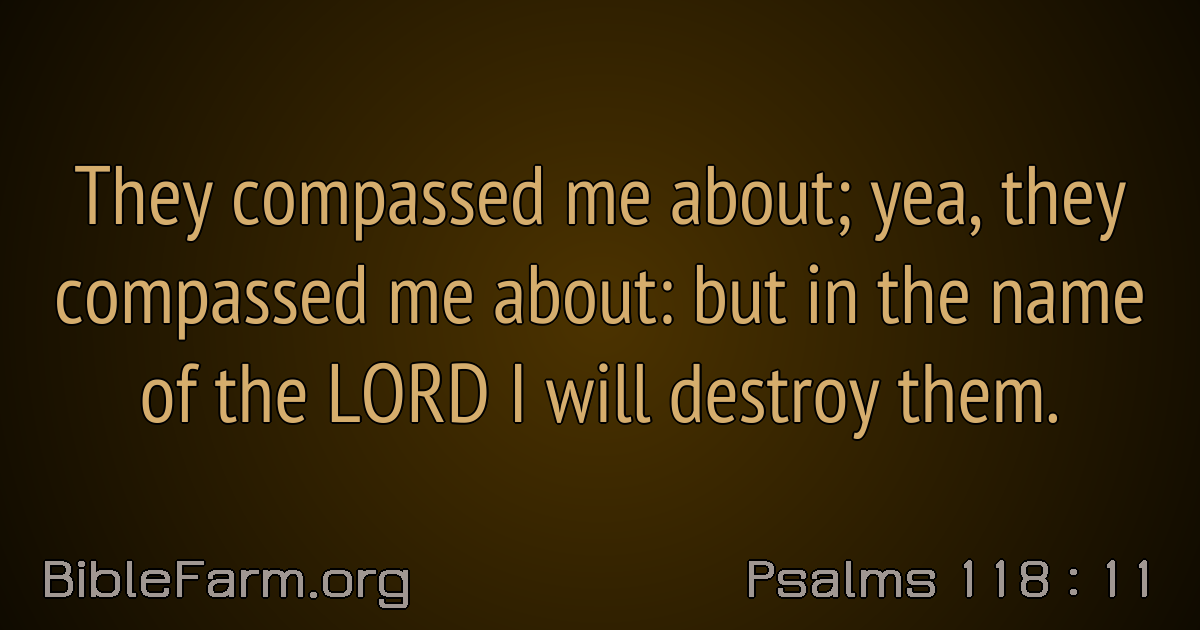 They compassed me about; yea, they
compassed me about: but in the name
of the LORD I will destroy them.
BibleFarm.org
Psalms 118 : 11